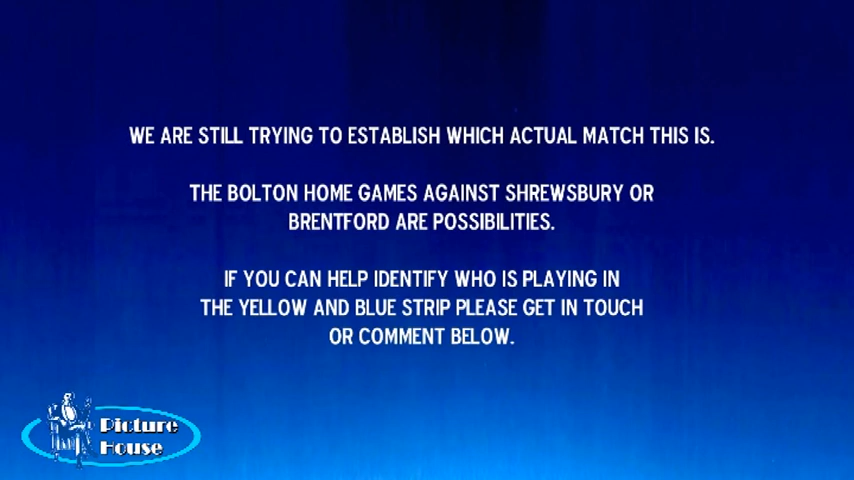 WE ARE STILL TRYING TO ESTABLISH WHICH ACTUAL MATCH THIS IS.
THE BOLTON HOME GAMES AGAINST SHREWSBURY OR
BRENTFORD ARE POSSIBILITIES.
IF YOU CAN HELP IDENTIFY WHO IS PLAYING IN
THE YELLOW AND BLUE STRIP PLEASE GET IN TOUCH
OR COMMENT BELOW.
Picture
House